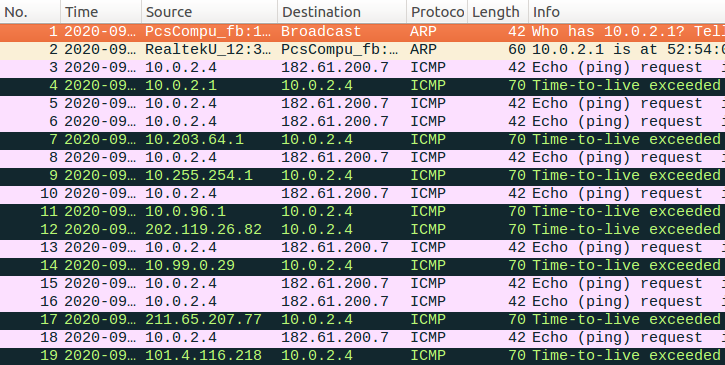 No. Time Source Destination Protoco Length Info
1 2020-09… PcsCompu_fb:1… Broadcast ARP 42 Who has 10.0.2.1? Tel
2 2020-09… RealtekU_12:3… PcsCompu_fb:… ARP 60 10.0.2.1 is at 52:54:0
3 2020-09… 10.0.2.4 182.61.200.7 ICMP 42 Echo (ping) request i
4 2020-09… 10.0.2.1 10.0.2.4 ICMP 70 Time-to-live exceeded
5 2020-09… 10.0.2.4 182.61.200.7 ICMP 42 Echo (ping) request i
6 2020-09… 10.0.2.4 182.61.200.7 ICMP 42 Echo (ping) request i
7 2020-09… 10.203.64.1 10.0.2.4 ICMP 70 Time-to-live exceeded
8 2020-09… 10.0.2.4 182.61.200.7 ICMP 42 Echo (ping) request i
9 2020-09… 10.255.254.1 10.0.2.4 ICMP 70 Time-to-live exceeded
10 2020-09… 10.0.2.4 182.61.200.7 ICMP 42 Echo (ping) request i
11 2020-09… 10.0.96.1 10.0.2.4 ICMP 70 Time-to-live exceeded
12 2020-09… 202.119.26.82 10.0.2.4 ICMP 70 Time-to-live exceeded
13 2020-09… 10.0.2.4 182.61.200.7 ICMP 42 Echo (ping) request i
14 2020-09… 10.99.0.29 10.0.2.4 ICMP 70 Time-to-live exceeded
15 2020-09… 10.0.2.4 182.61.200.7 ICMP 42 Echo (ping) request i
16 2020-09… 10.0.2.4 182.61.200.7 ICMP 42 Echo (ping) request i
17 2020-09… 211.65.207.77 10.0.2.4 ICMP 70 Time-to-live exceeded
18 2020-09… 10.0.2.4 182.61.200.7 ICMP 42 Echo (ping) request i
19 2020-09… 101.4.116.218 10.0.2.4 ICMP 70 Time-to-live exceeded